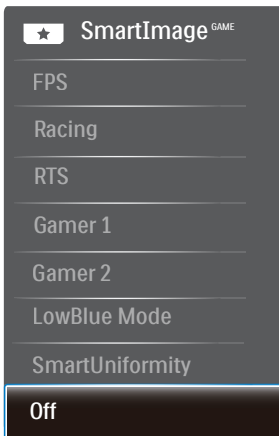 SmartImage GAME
FPS
Racing
RTS
Gamer 1
Gamer 2
LowBlue Mode
SmartUniformity
Off